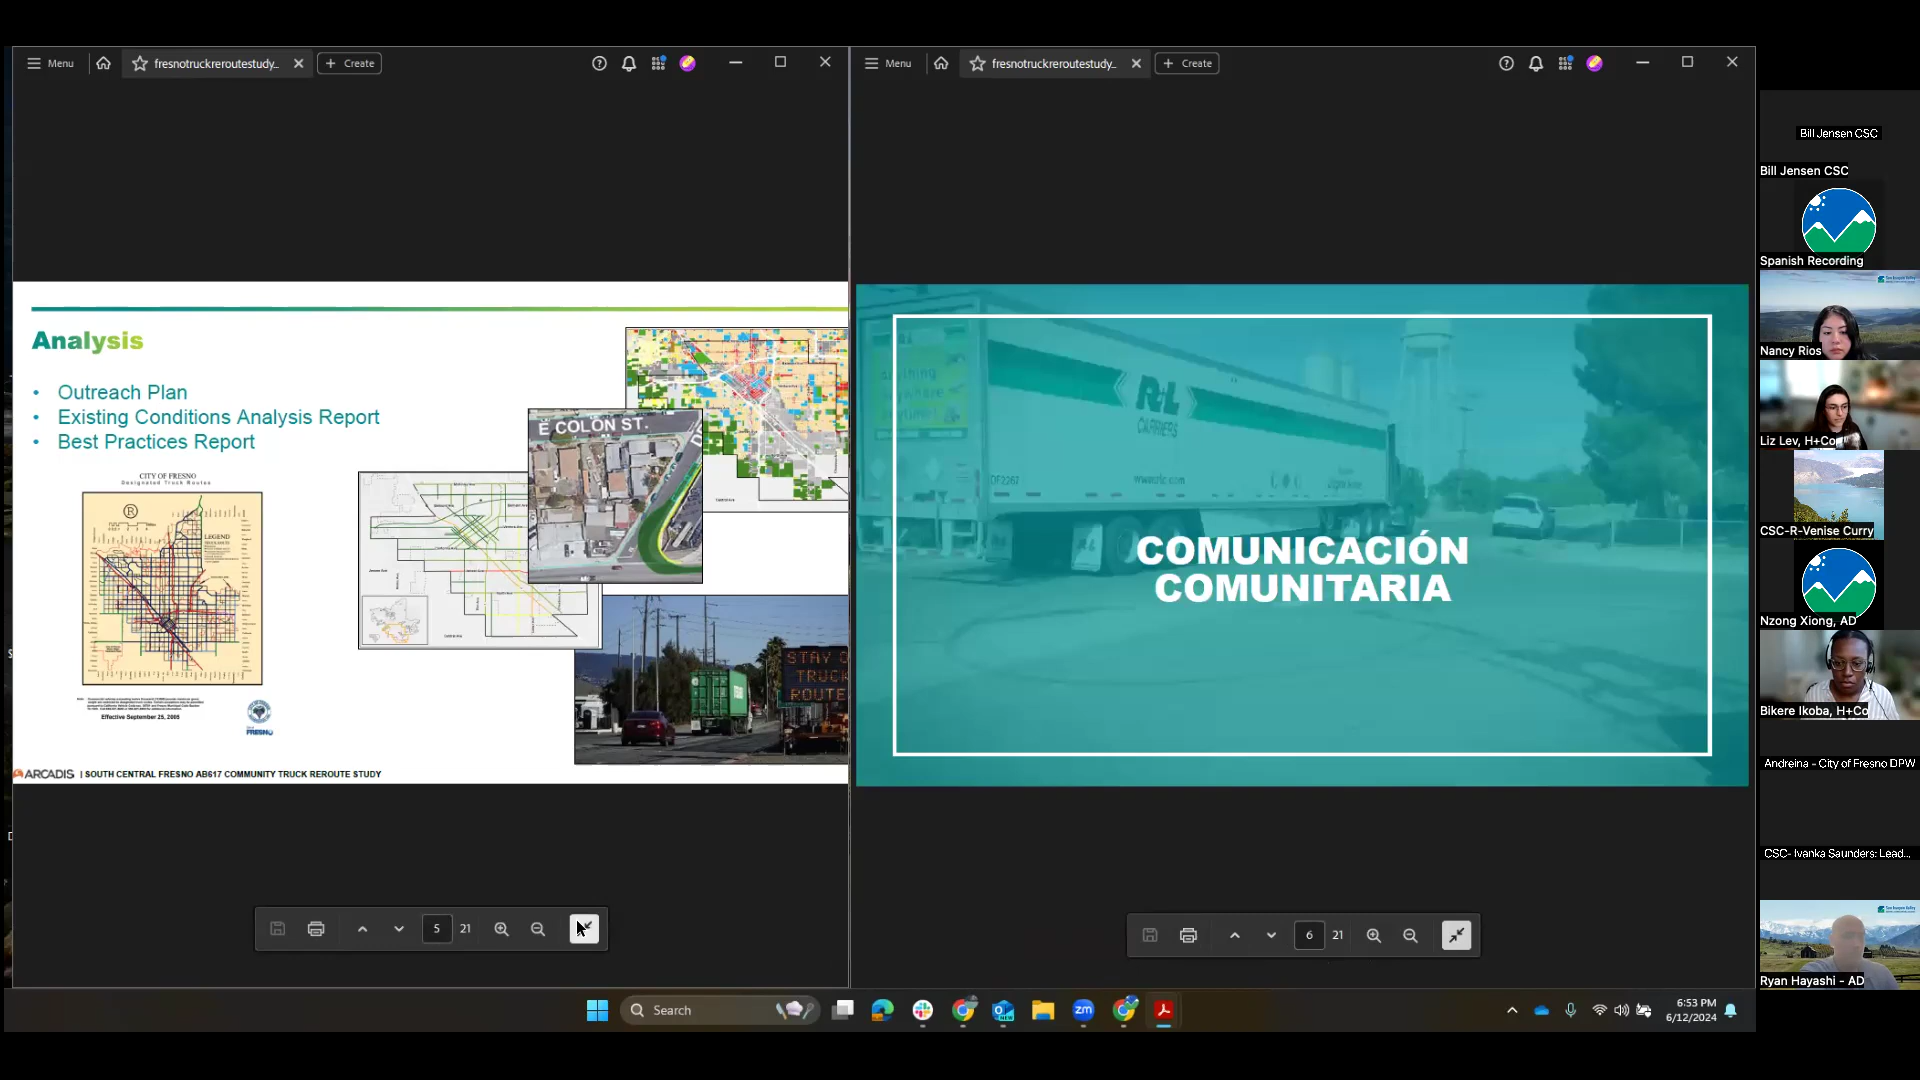 Menu
fresnotruckreroutestudy...
Create
Menu
fresnotruckreroutestudy...
Create
Analysis
• Outreach Plan
• Existing Conditions Analysis Report
• Best Practices Report
CITY OF FRESNO
Designated Truck Routes
LEGEND
Effective September 25, 2005
FRESNO
E COLON ST.
STAY O
TRUCK
ROUTE
ARCADIS | SOUTH CENTRAL FRESNO AB617 COMMUNITY TRUCK REROUTE STUDY
5 21
R+L
CARRIERS
COMUNICACIÓN
COMUNITARIA
6 21
Bill Jensen CSC
Bill Jensen CSC
Spanish Recording
Nancy Rios
Liz Lev, H+Co
CSC-R-Venise Curry
Nzong Xiong, AD
Bikere Ikoba, H+Co
Andreina - City of Fresno DPW
CSC- Ivanka Saunders: Lead...
Ryan Hayashi - AD
Search
zm
6:53 PM
6/12/2024